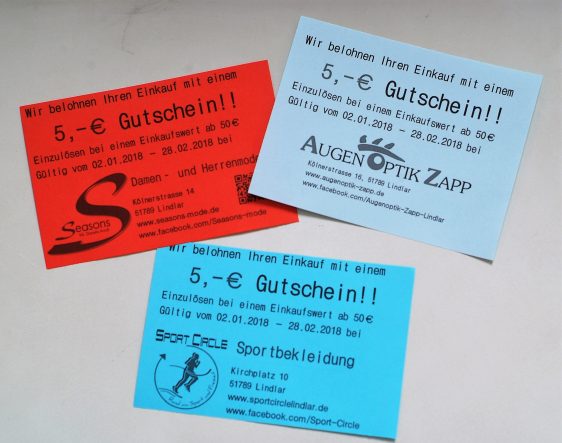 Wir belohnen Ihren Einkauf mit einem
5,-€ Gutschein!!
Einzulösen bei einem Einkaufswert ab 50€
Gültig vom 02.01.2018 - 28.02.2018 bei
Seasons
Damen- und Herrenmode
Kölnerstrasse 14
51789 Lindlar
www.seasons-mode.de
www.facebook.com/Seasons-mode
Wir belohnen Ihren Einkauf mit einem
5,-€ Gutschein!!
Einzulösen bei einem Einkaufswert ab 50€
Gültig vom 02.01.2018 - 28.02.2018 bei
AUGENOPTIK ZAPP
Kölnerstrasse 16, 51789 Lindlar
www.augenoptik-zapp.de
www.facebook.com/Augenoptik-Zapp-Lindlar
Wir belohnen Ihren Einkauf mit einem
5,-€ Gutschein!!
Einzulösen bei einem Einkaufswert ab 50€
Gültig vom 02.01.2018 - 28.02.2018 bei
SPORT CIRCLE
Sportbekleidung
Kirchplatz 10
51789 Lindlar
www.sportcirclelindlar.de
www.facebook.com/Sport-Circle